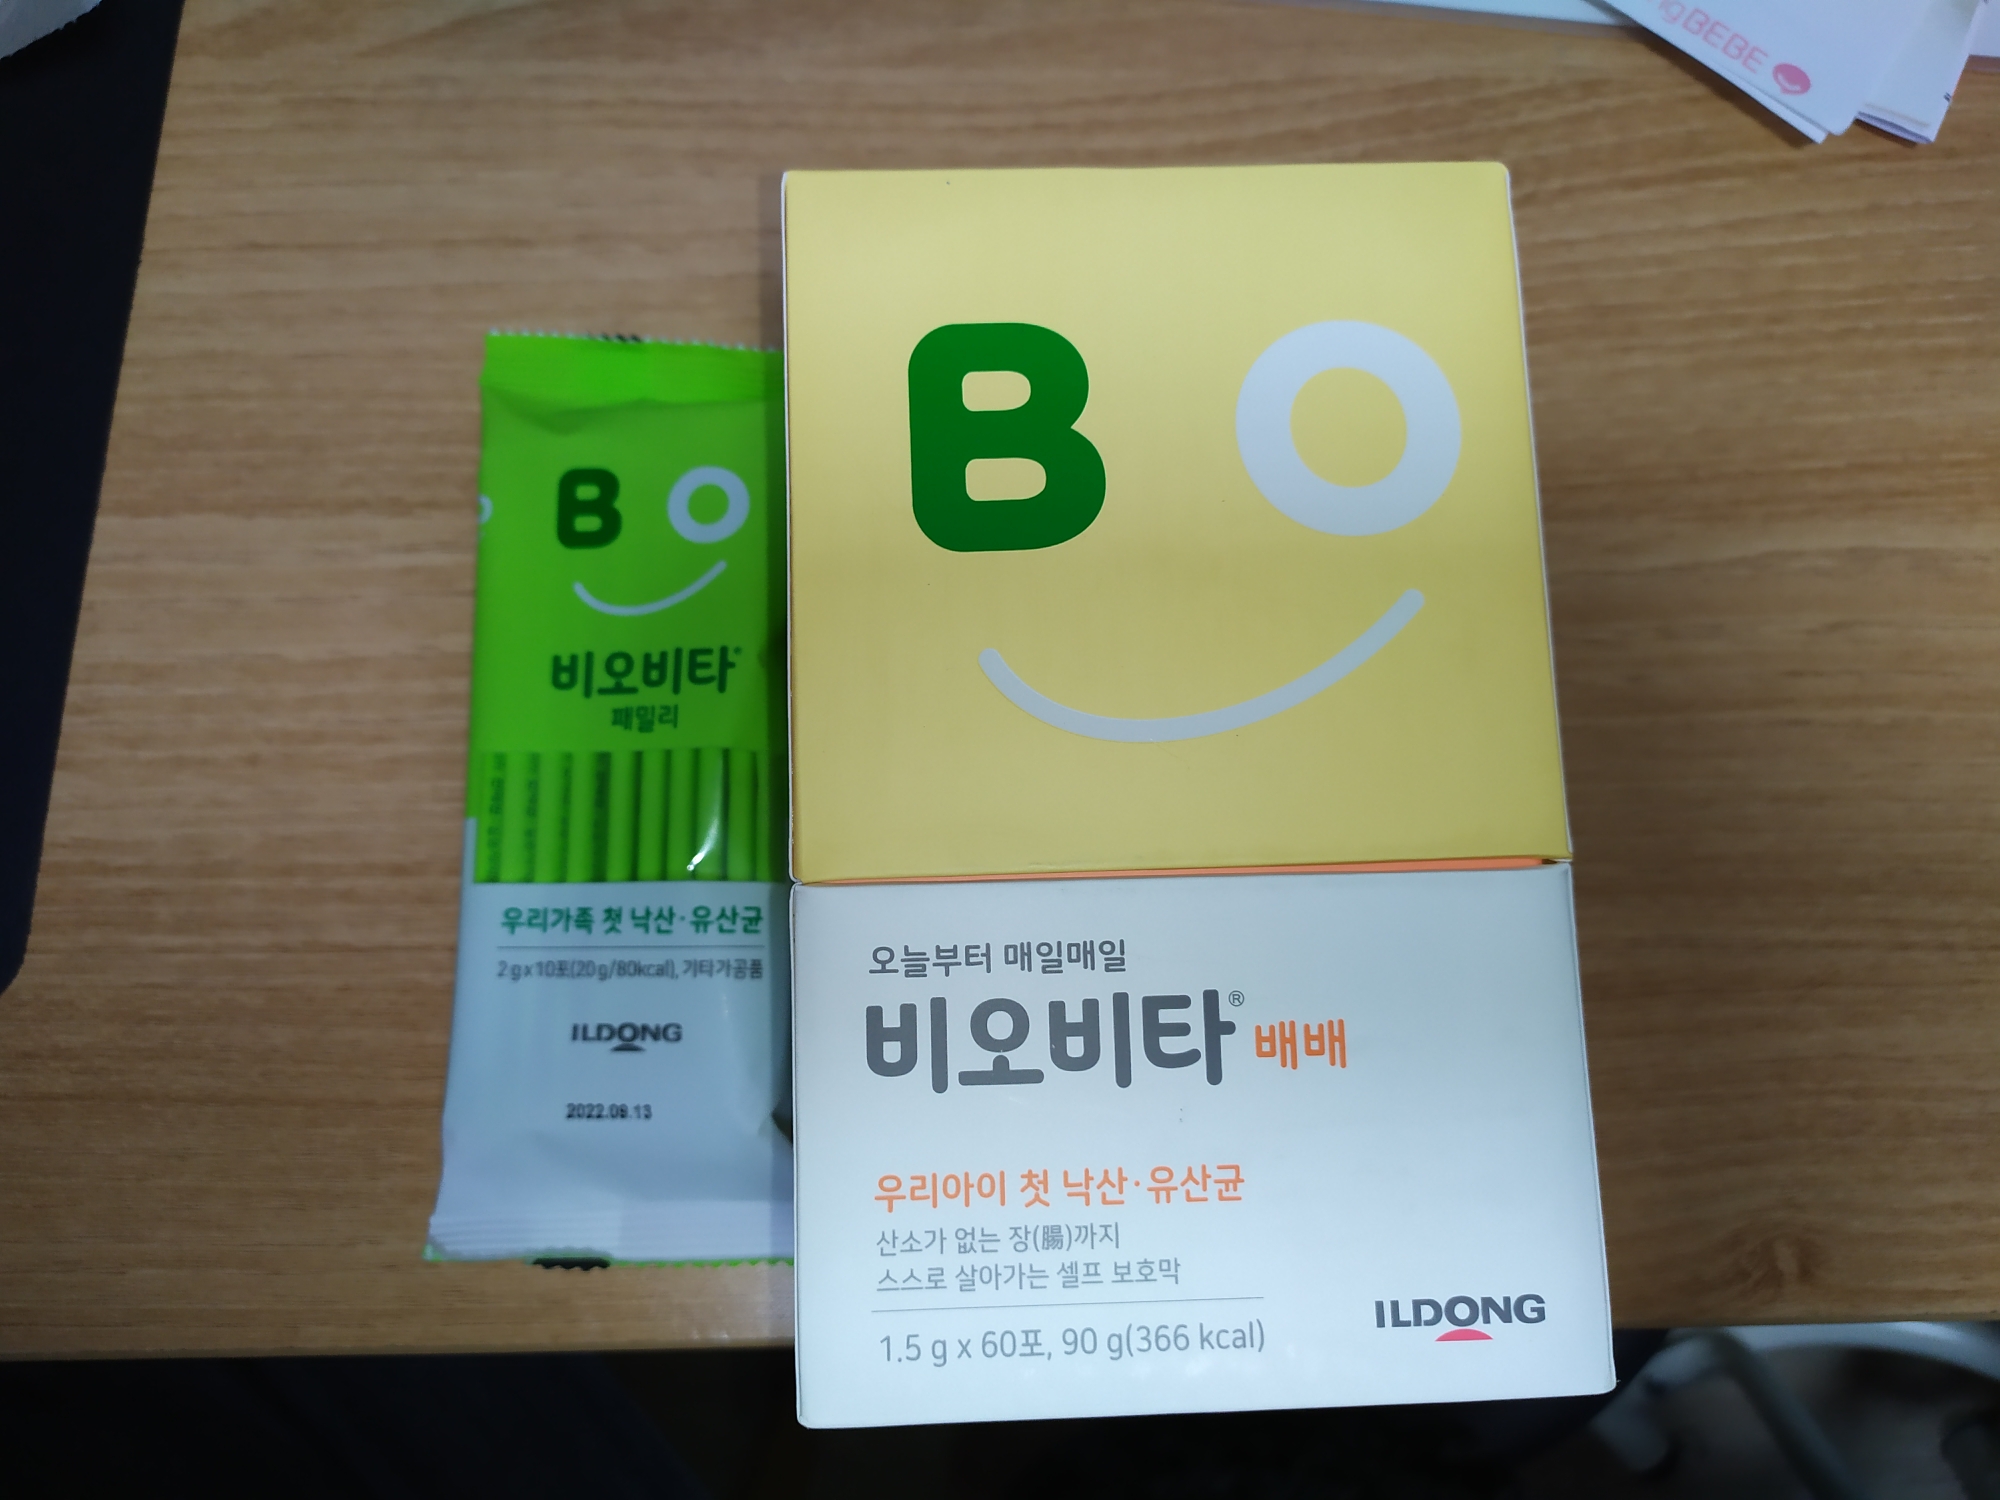 BEBE
B O
비오비타
패밀리
우리가족 첫 낙산·유산균
2gx10포(20g/80kcal), 기타가공품
ILDONG
2022.08.13
B O
오늘부터 매일매일
비오비타® 배배
우리아이 첫 낙산·유산균
산소가 없는 장(腸)까지
스스로 살아가는 셀프 보호막
1.5 g x 60포, 90 g(366 kcal)
ILDONG